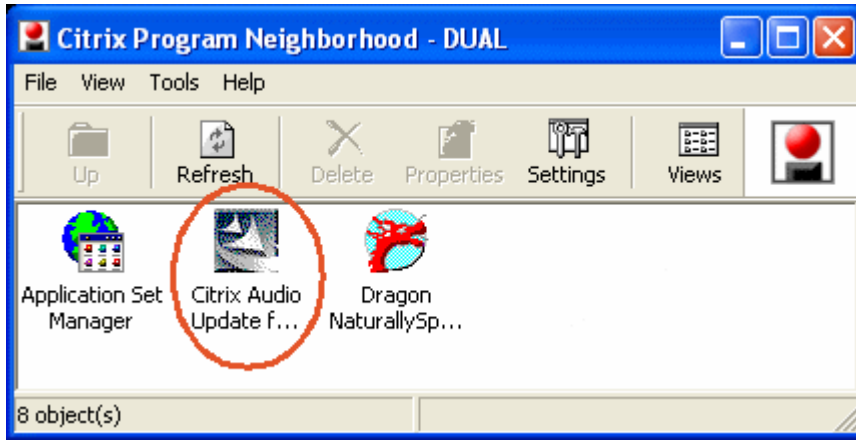 Citrix Program Neighborhood - DUAL
File View Tools Help
Up Refresh Delete Properties Settings Views
Application Set Manager
Citrix Audio Update f...
Dragon NaturallySp...
8 object(s)